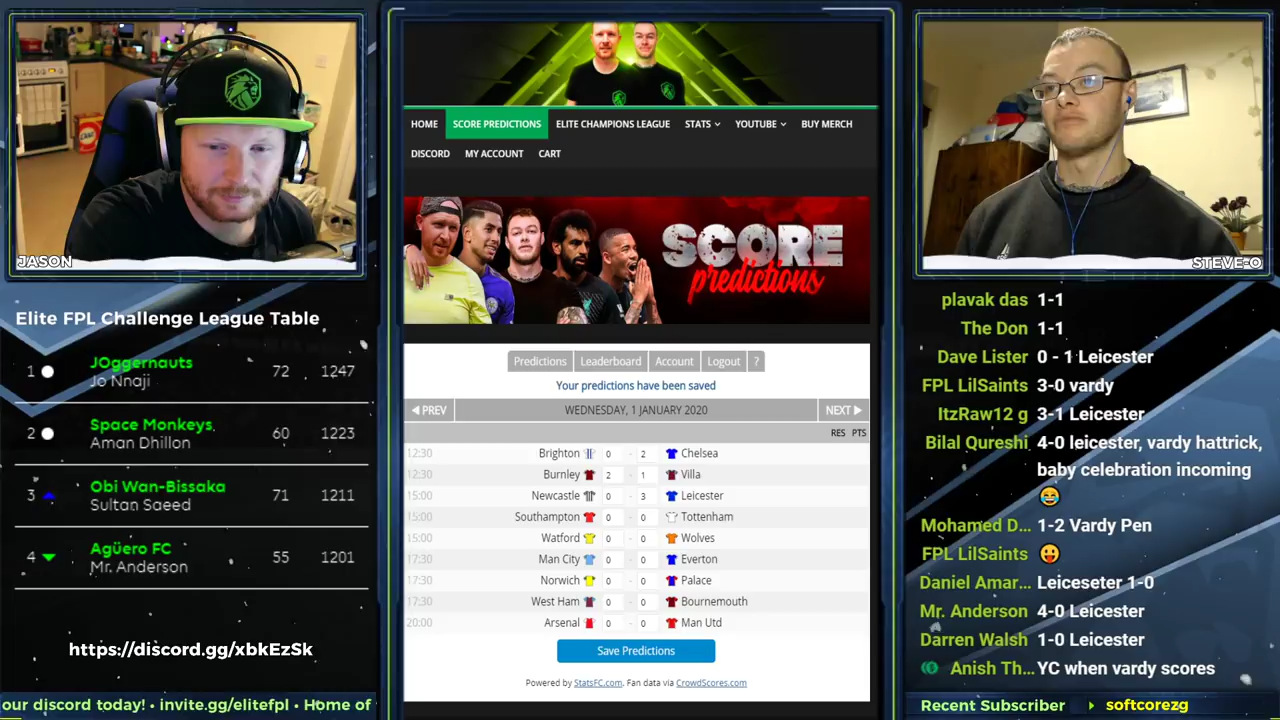 JASON
Elite FPL Challenge League Table
1 JOggernauts 72 1247
Jo Nnaji
2 Space Monkeys, 60 1223
Aman Dhillon
3 Obi Wan-Bissaka 71 1211
Sultan Saeed
4 Agüero FC 55 1201
Mr. Anderson
https://discord.gg/xbkEzSk
our discord today! • invite.gg/elitefpl • Home of
HOME SCORE PREDICTIONS ELITE CHAMPIONS LEAGUE STATS YOUTUBE BUY MERCH
DISCORD MY ACCOUNT CART
SCORE
predictions
Predictions Leaderboard Account Logout ?
Your predictions have been saved
PREV WEDNESDAY, 1 JANUARY 2020 NEXT
RES PTS
12:30 Brighton 0 - 2 Chelsea
12:30 Burnley 2 - 1 Villa
15:00 Newcastle 0 - 3 Leicester
15:00 Southampton 0 - 0 Tottenham
15:00 Watford 0 - 0 Wolves
17:30 Man City 0 - 0 Everton
17:30 Norwich 0 - 0 Palace
17:30 West Ham 0 - 0 Bournemouth
20:00 Arsenal 0 - 0 Man Utd
Save Predictions
Powered by StatsFC.com. Fan data via CrowdScores.com
STEVE-O
plavak das 1-1
The Don 1-1
Dave Lister 0 - 1 Leicester
FPL LilSaints 3-0 vardy
ItzRaw12 g 3-1 Leicester
Bilal Qureshi 4-0 leicester, vardy hattrick,
baby celebration incoming
😂
Mohamed D... 1-2 Vardy Pen
FPL LilSaints 😛
Daniel Amar... Leiceseter 1-0
Mr. Anderson 4-0 Leicester
Darren Walsh 1-0 Leicester
Anish Th... YC when vardy scores
Recent Subscriber softcorezg